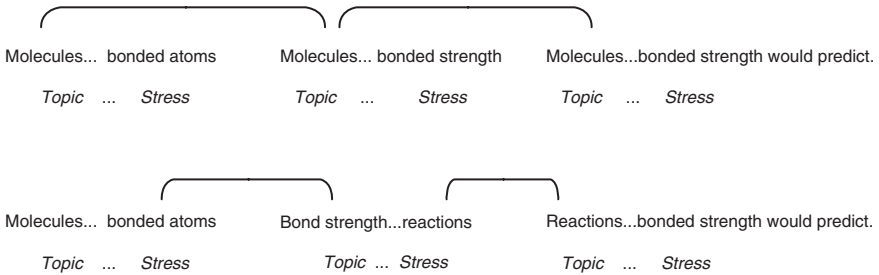 Molecules... bonded atoms Molecules... bonded strength Molecules...bonded strength would predict.
Topic ... Stress Topic ... Stress Topic ... Stress
Molecules... bonded atoms Bond strength...reactions Reactions...bonded strength would predict.
Topic ... Stress Topic ... Stress Topic ... Stress